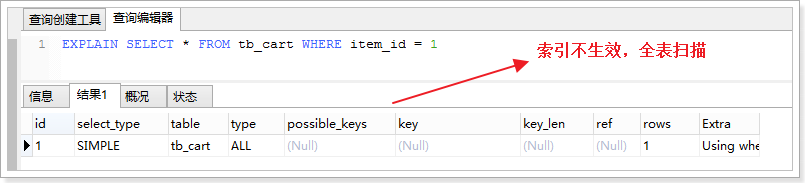 查询创建工具 查询编辑器
1 EXPLAIN SELECT * FROM tb_cart WHERE item_id = 1
索引不生效，全表扫描
信息 结果1 概况 状态
id select_type table type possible_keys key key_len ref rows Extra
1 SIMPLE tb_cart ALL (Null) (Null) (Null) (Null) 1 Using whe